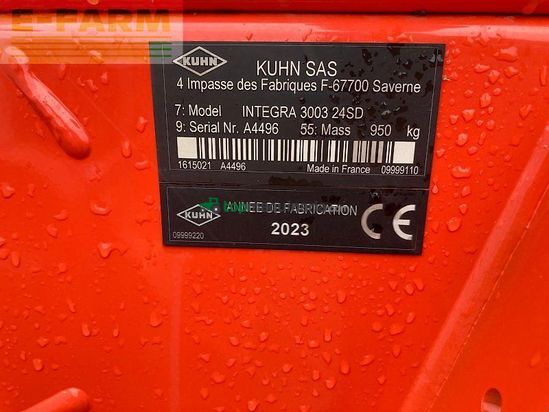 E-FARM
KUHN
KUHN SAS
4 Impasse des Fabriques F-67700 Saverne
7: Model INTEGRA 3003 24SD
9: Serial Nr. A4496 55: Mass 950 kg
1615021 A4496 Made in France 09999110
KUHN
ANNEE DE FABRICATION
2023
CE
09999220